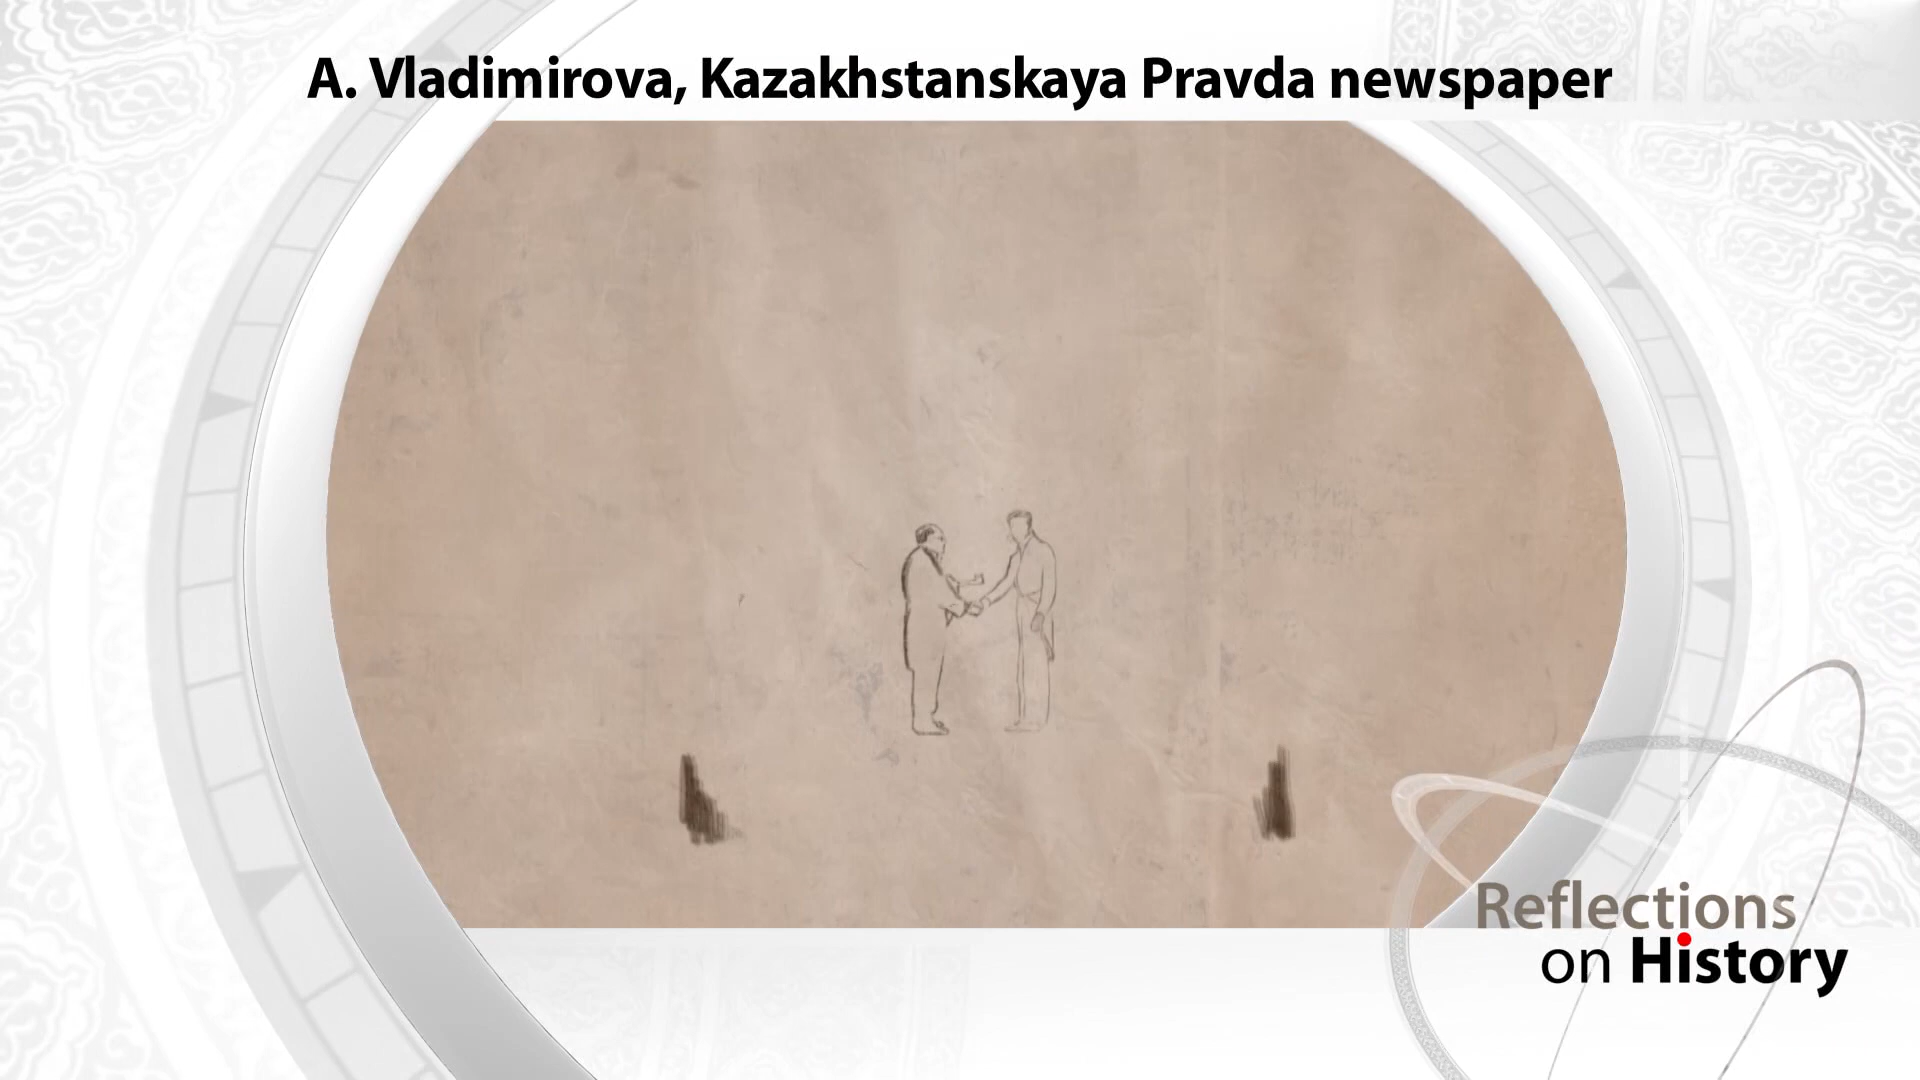 A. Vladimirova, Kazakhstanskaya Pravda newspaper
Reflections
on History